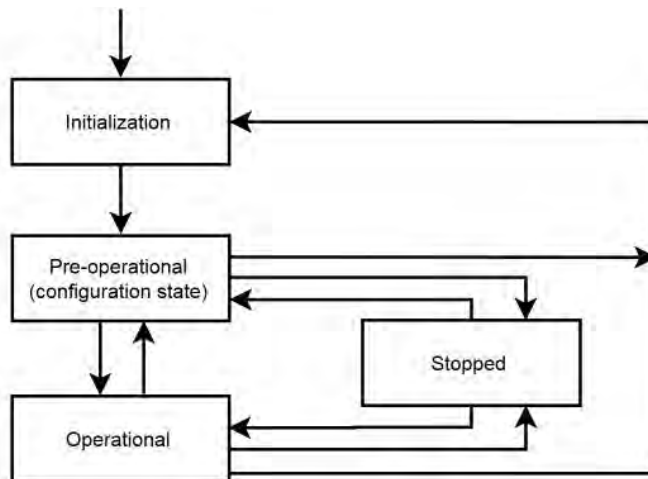 Initialization
Pre-operational
(configuration state)
Stopped
Operational